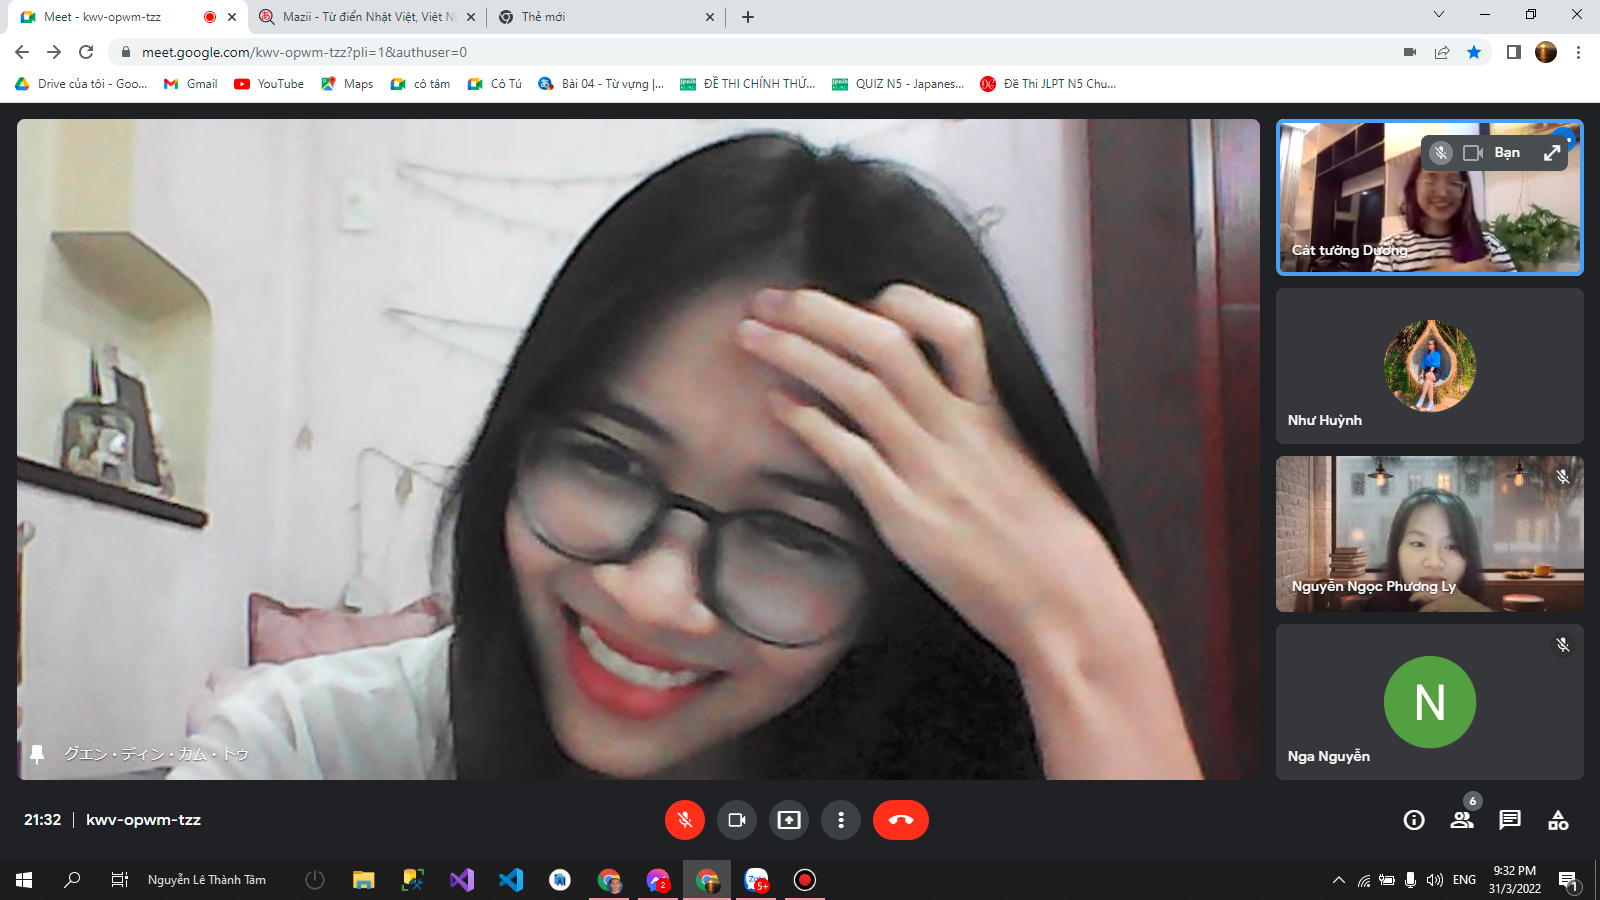 Meet - kwv-opwm-tzz
Mazii - Từ điển Nhật Việt, Việt Nh
Thẻ mới
meet.google.com/kwv-opwm-tzz?pli=1&authuser=0
Drive của tôi - Goo...
Gmail
YouTube
Maps
cô tâm
Cô Tú
Bài 04 - Từ vựng |...
ĐỀ THI CHÍNH THỨ...
QUIZ N5 - Japanes...
Đề Thi JLPT N5 Chu...
Bạn
Cát tường Dương
Như Huỳnh
Nguyễn Ngọc Phương Ly
N
Nga Nguyễn
グエン・ディン・カム・トゥ
21:32 | kwv-opwm-tzz
6
Nguyễn Lê Thành Tâm
2
5+
ENG
9:32 PM
31/3/2022
1